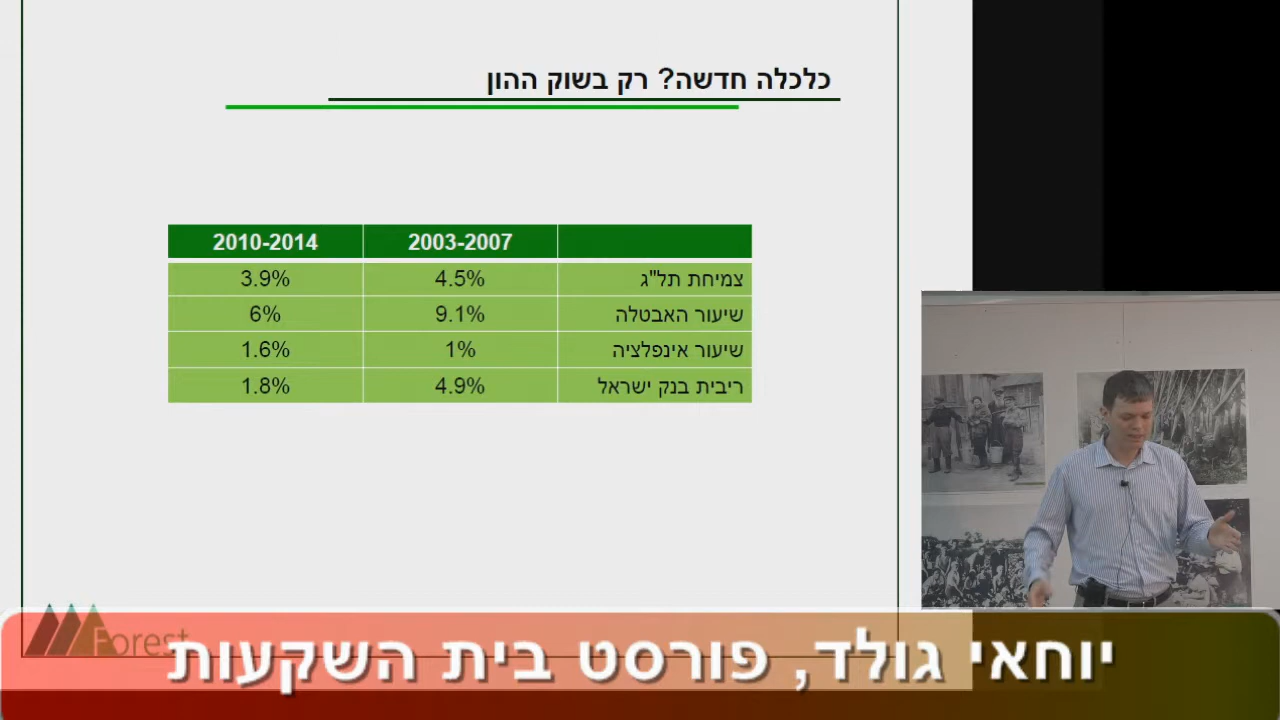 כלכלה חדשה? רק בשוק ההון
2003-2007 2010-2014
צמיחת תל"ג 4.5% 3.9%
שיעור האבטלה 9.1% 6%
שיעור אינפלציה 1% 1.6%
ריבית בנק ישראל 4.9% 1.8%
Forest
יוחאי גולד, פורסט בית השקעות